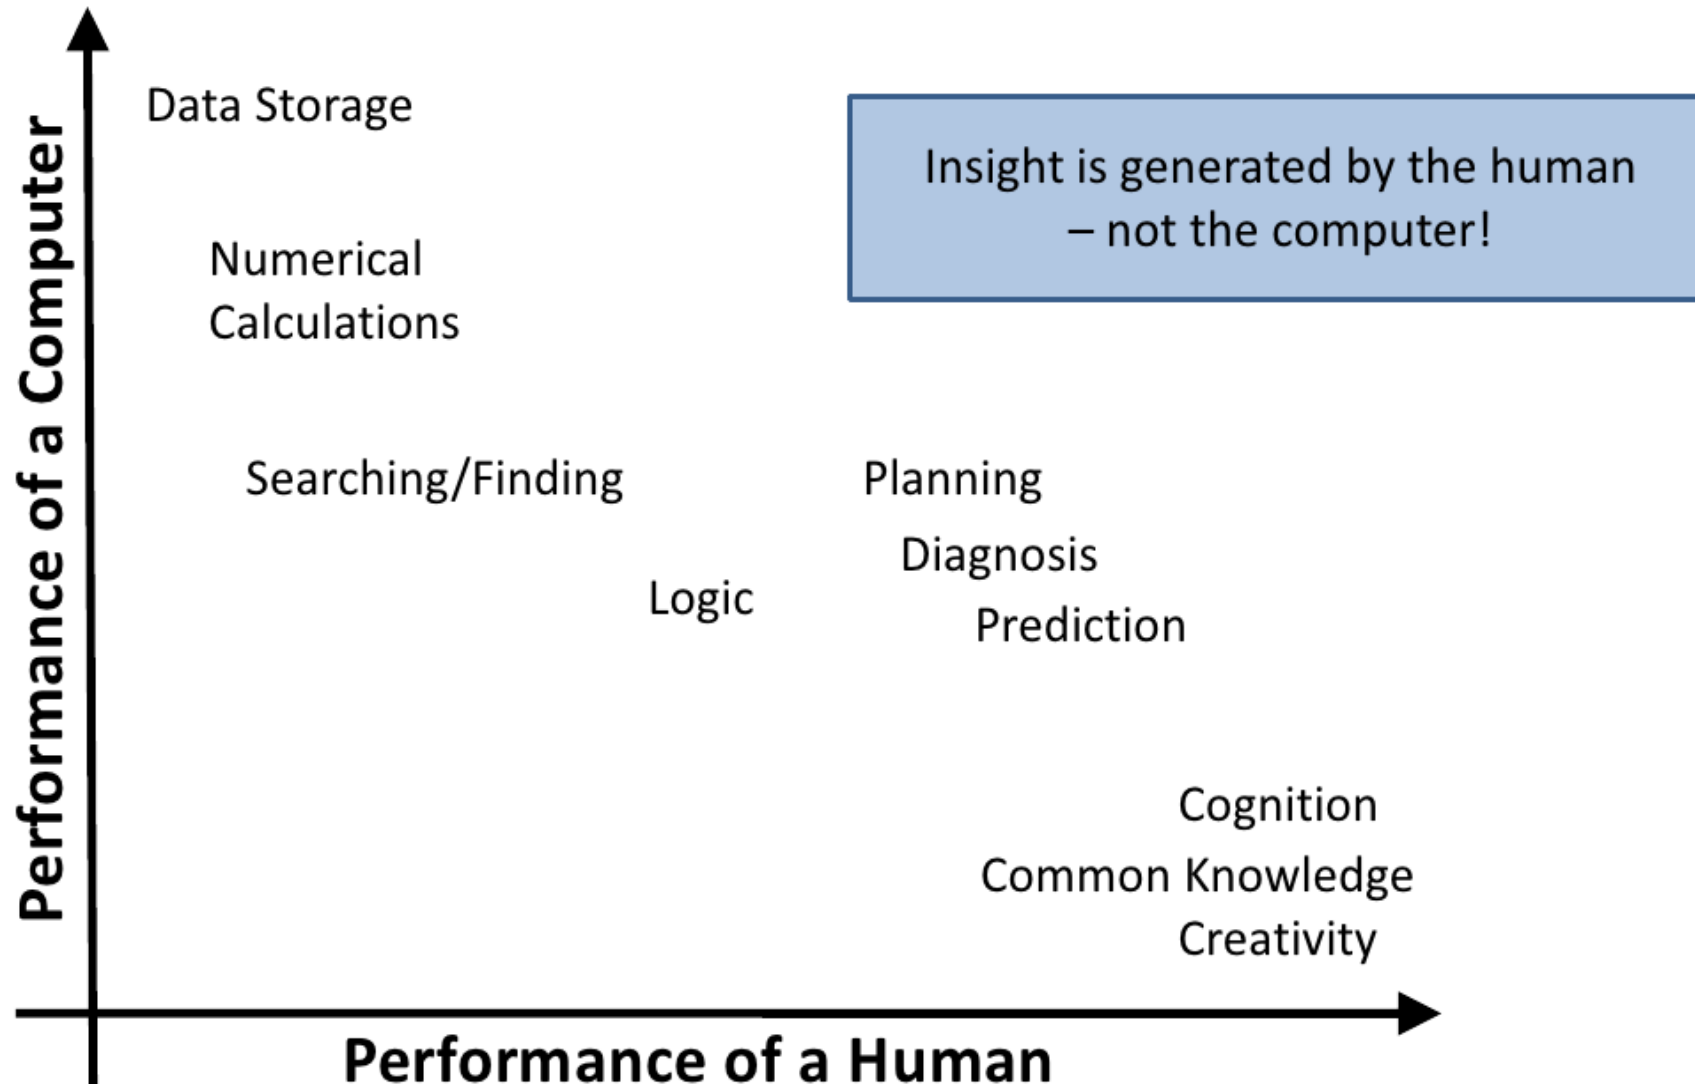 Data Storage
Insight is generated by the human
– not the computer!
Numerical
Calculations
Searching/Finding
Planning
Diagnosis
Logic
Prediction
Cognition
Common Knowledge
Creativity
Performance of a Computer
Performance of a Human